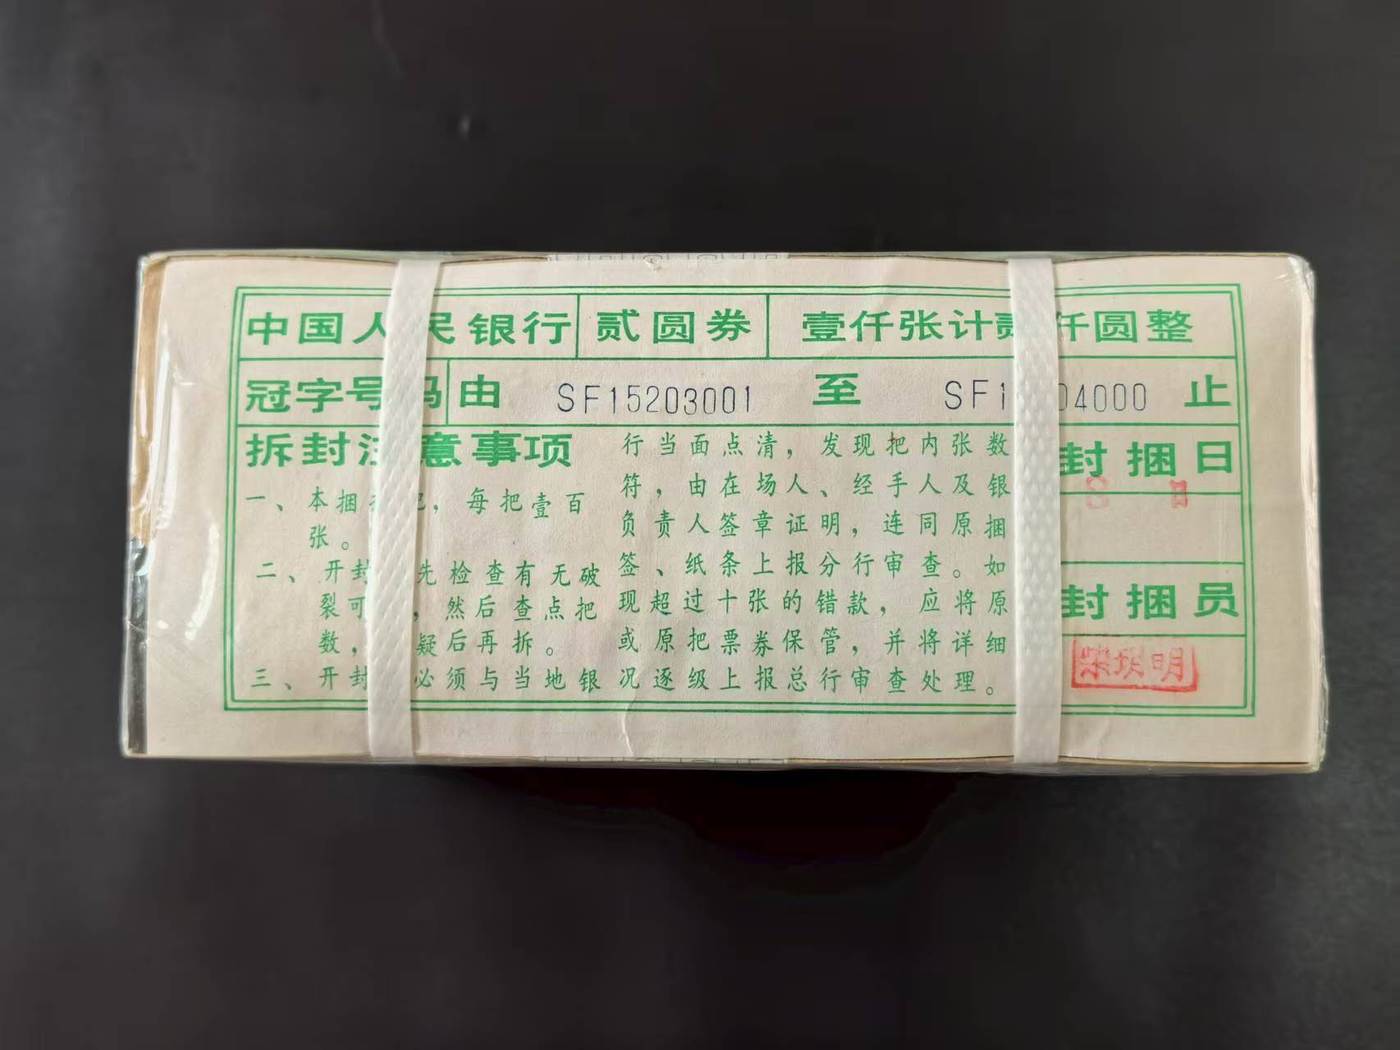 中国人民银行 贰圆券 壹仟张计贰仟圆整
冠字号码 由 SF15203001 至 SF1 04000 止
拆封注意事项
一、本捆 把，每把壹百
张。
二、开封 先检查有无破
裂可 ，然后查点把
数， 疑后再拆。
三、开封 必须与当地银
行当面点清，发现把内张数
符，由在场人、经手人及银
负责人签章证明，连同原捆
签、纸条上报分行审查。如
现超过十张的错款，应将原
或原把票券保管，并将详细
况逐级上报总行审查处理。
封捆日
封捆员
明